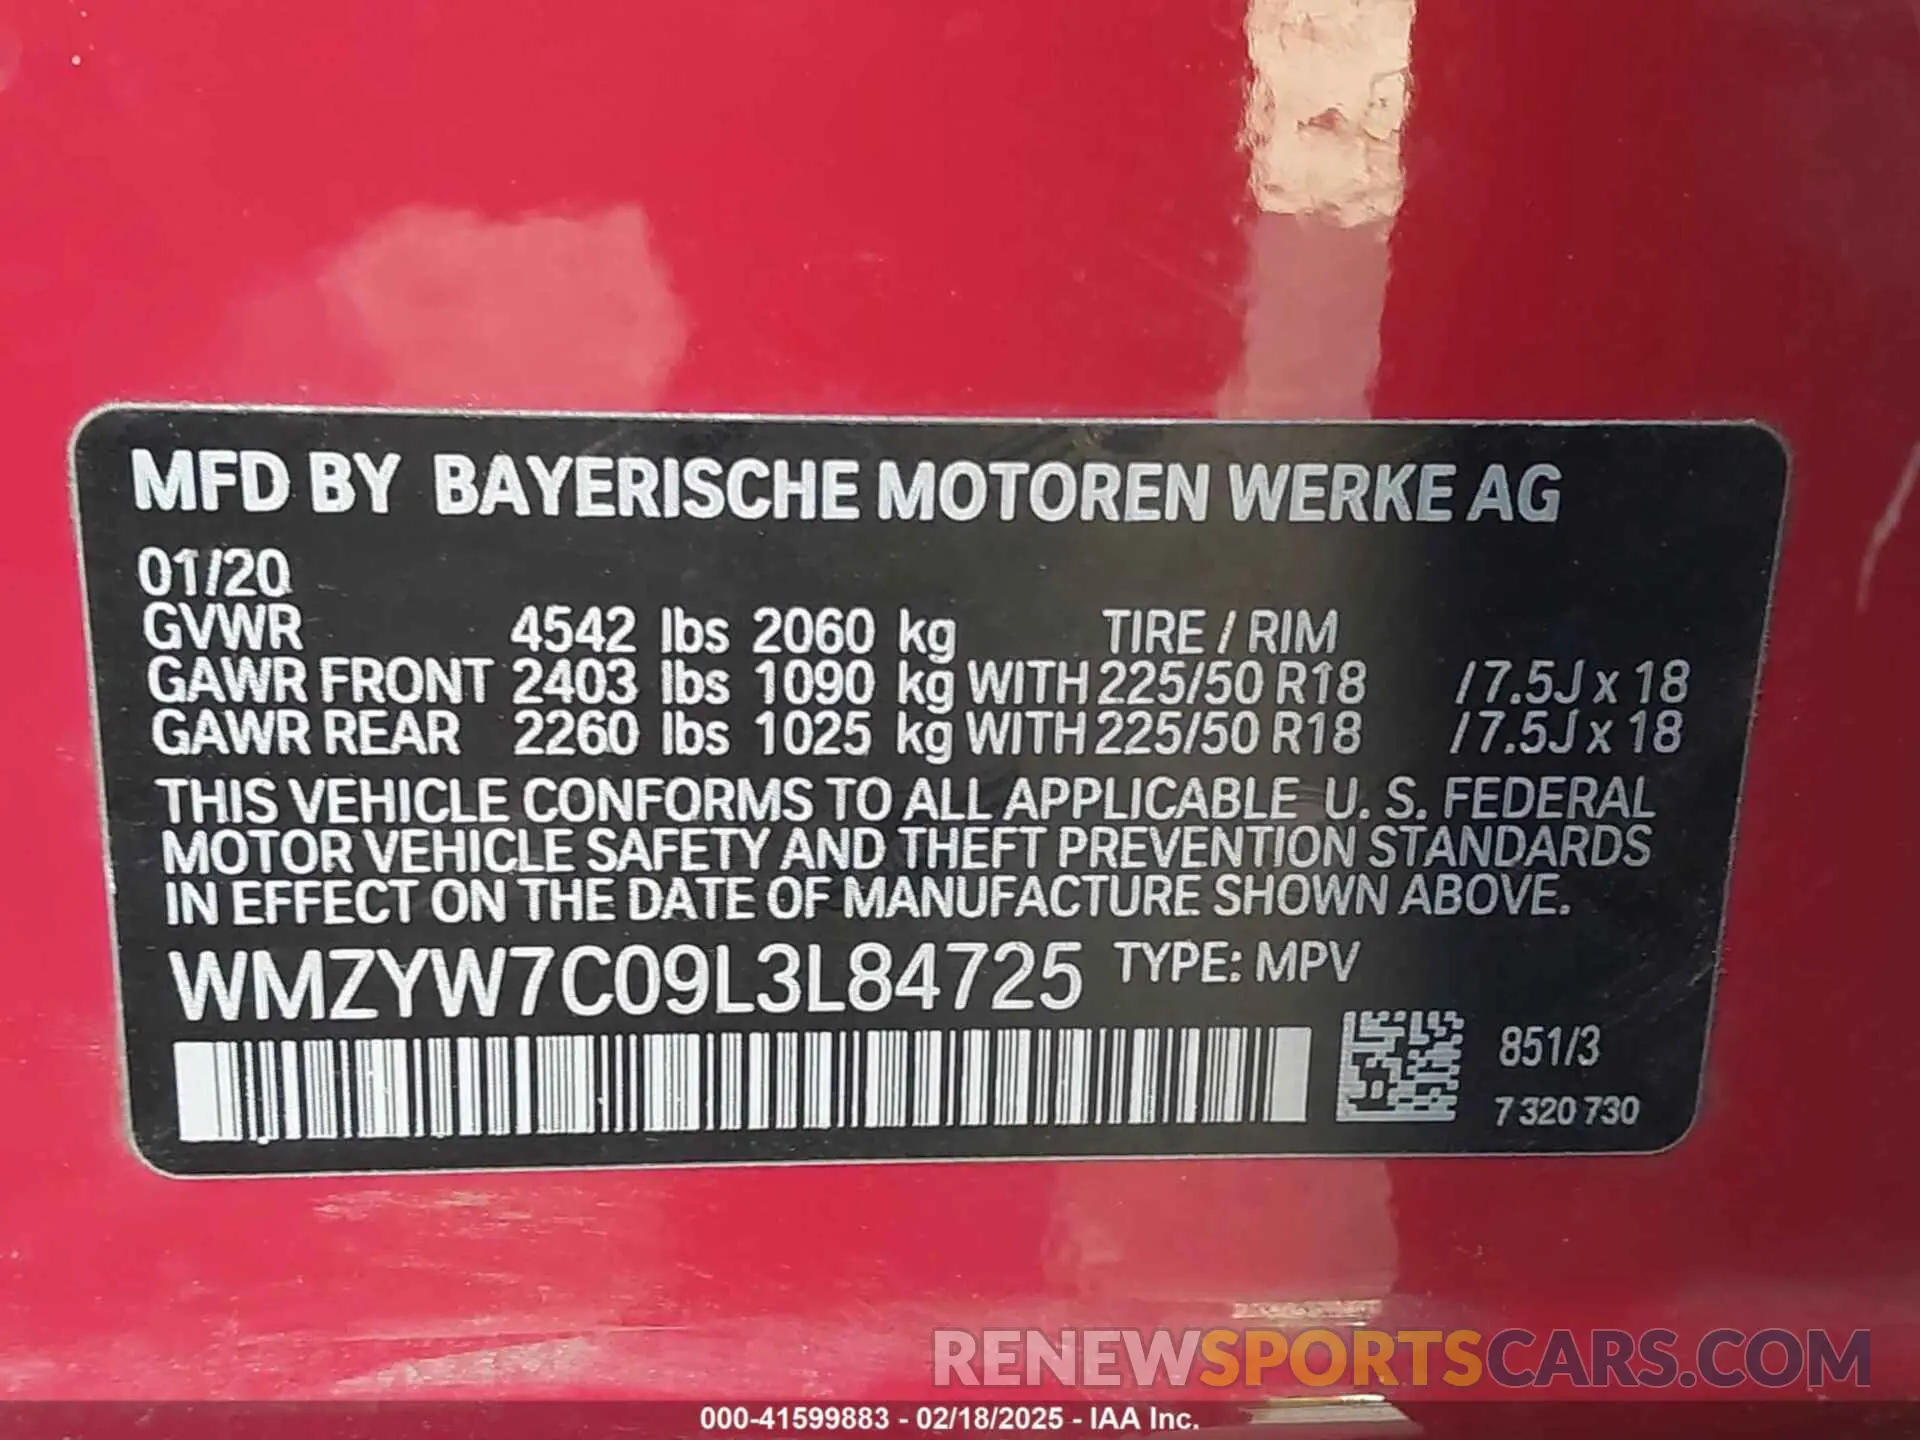 MFD BY BAYERISCHE MOTOREN WERKE AG
01/20
GVWR 4542 lbs 2060 kg TIRE / RIM
GAWR FRONT 2403 lbs 1090 kg WITH 225/50 R18 / 7.5J x 18
GAWR REAR 2260 lbs 1025 kg WITH 225/50 R18 / 7.5J x 18
THIS VEHICLE CONFORMS TO ALL APPLICABLE U. S. FEDERAL
MOTOR VEHICLE SAFETY AND THEFT PREVENTION STANDARDS
IN EFFECT ON THE DATE OF MANUFACTURE SHOWN ABOVE.
WMZYW7C09L3L84725 TYPE: MPV
851/3
7 320 730
RENEWSPORTSCARS.COM
000-41599883 - 02/18/2025 - IAA Inc.